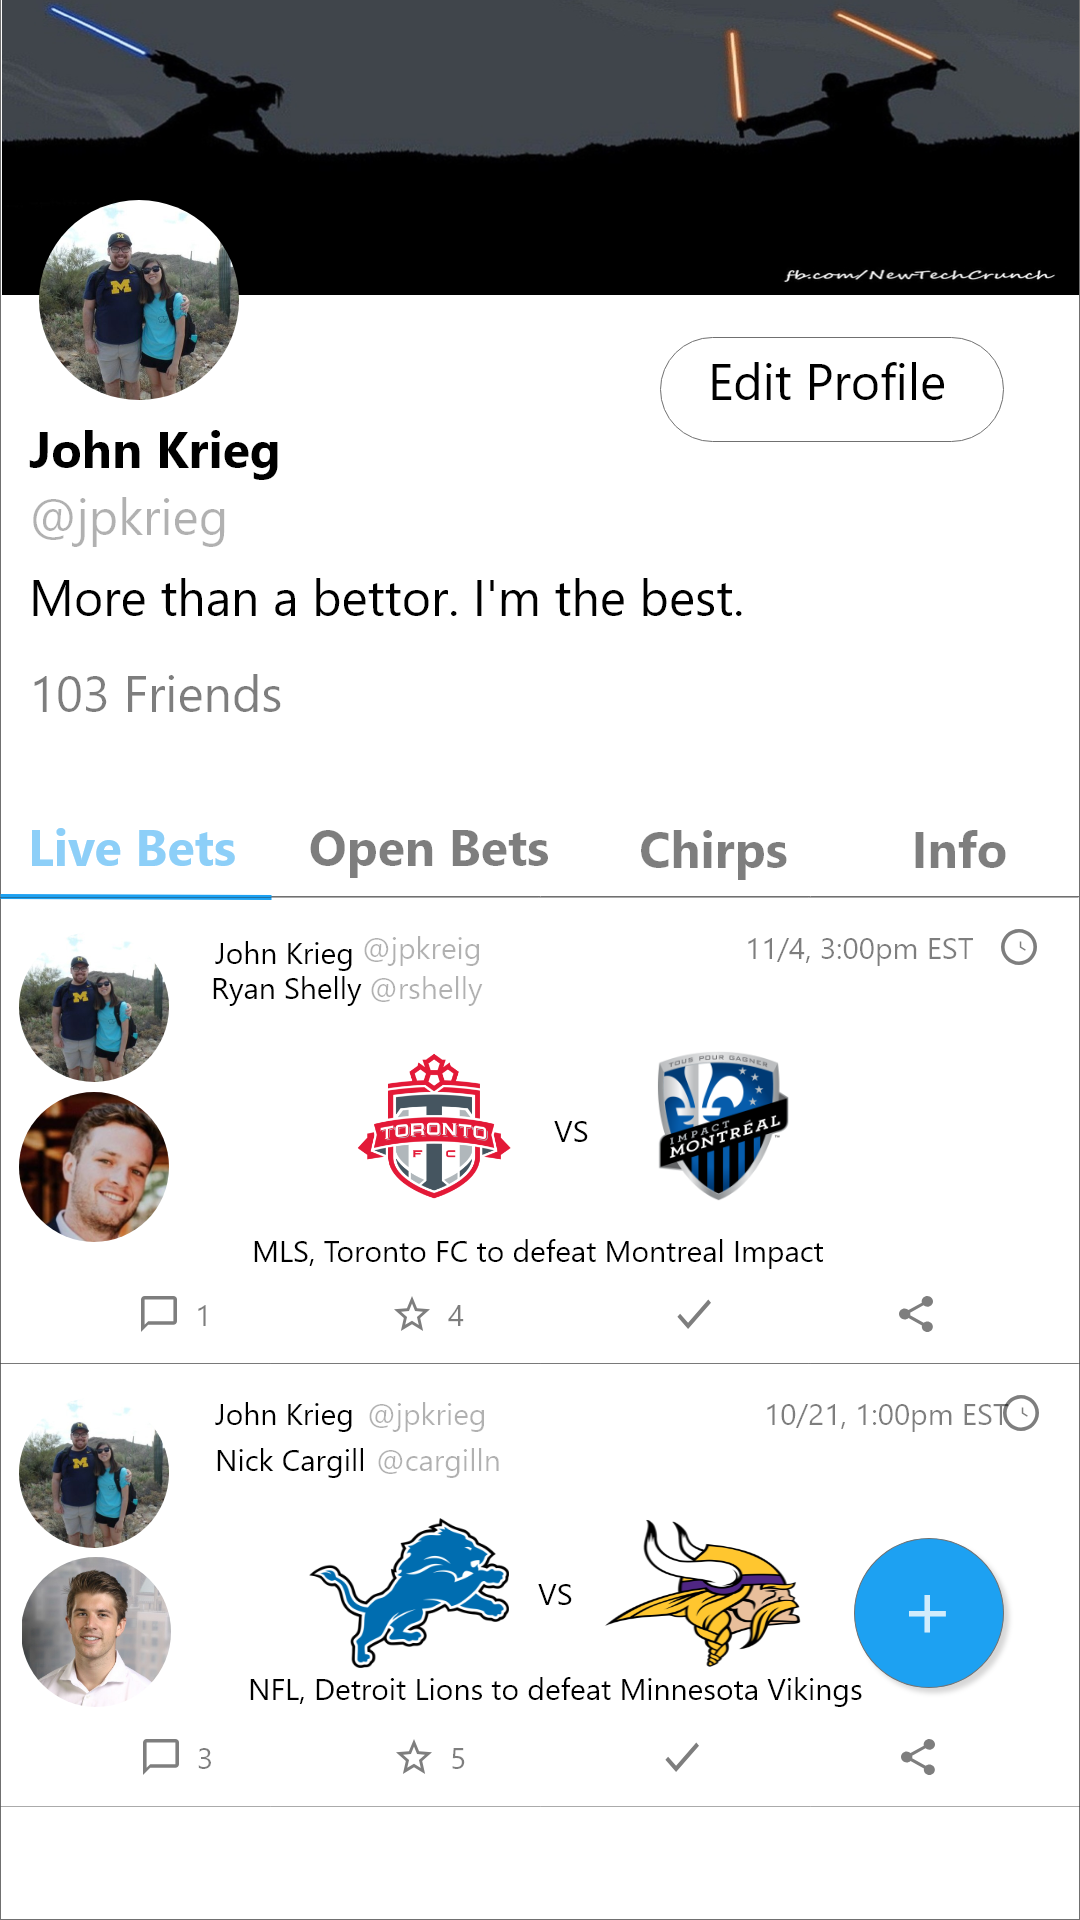 fb.com/NewTechCrunch
Edit Profile
John Krieg
@jpkrieg
More than a bettor. I'm the best.
103 Friends
Live Bets Open Bets Chirps Info
John Krieg @jpkreig 11/4, 3:00pm EST
Ryan Shelly @rshelly
TOUS POUR GAGNER
TORONTO
F C
VS
IMPACT
MONTRÉAL
MLS, Toronto FC to defeat Montreal Impact
1 4
John Krieg @jpkrieg 10/21, 1:00pm EST
Nick Cargill @cargilln
VS
+
NFL, Detroit Lions to defeat Minnesota Vikings
3 5